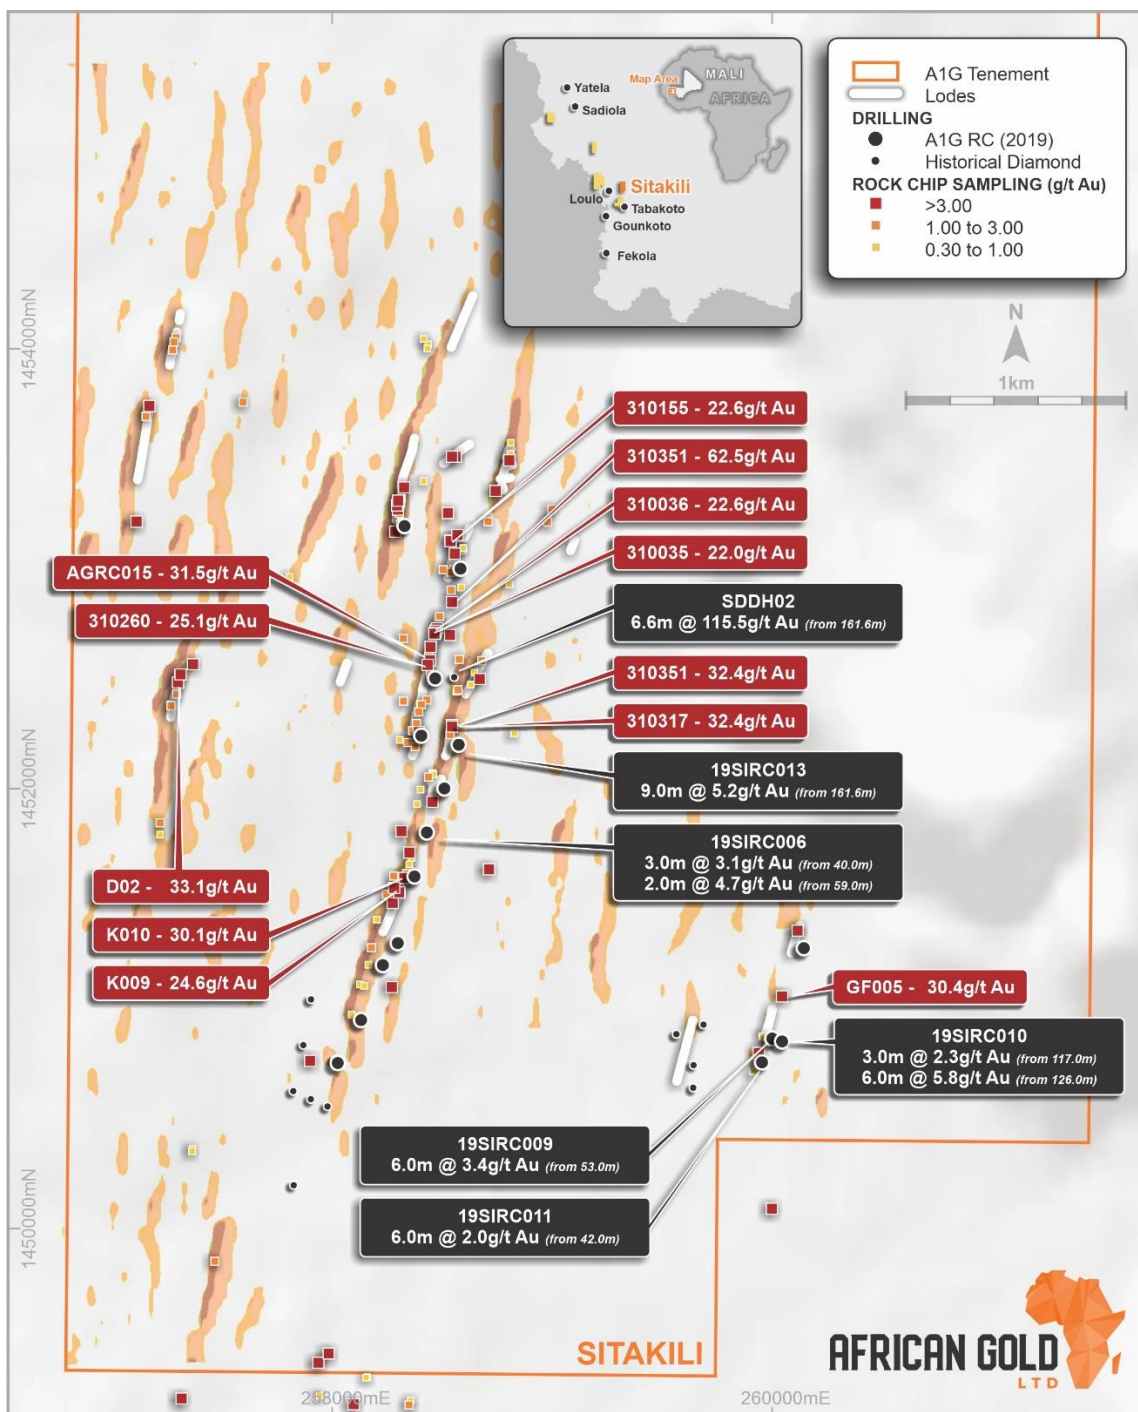 Yatela
Sadiola
Loulo
Sitakili
Tabakoto
Gounkoto
Fekola
Map Area
MALI
AFRICA
A1G Tenement
Lodes
DRILLING
A1G RC (2019)
Historical Diamond
ROCK CHIP SAMPLING (g/t Au)
>3.00
1.00 to 3.00
0.30 to 1.00
1454000mN
N
1km
310155 - 22.6g/t Au
310351 - 62.5g/t Au
310036 - 22.6g/t Au
310035 - 22.0g/t Au
AGRC015 - 31.5g/t Au
310260 - 25.1g/t Au
SDDH02
6.6m @ 115.5g/t Au (from 161.6m)
310351 - 32.4g/t Au
310317 - 32.4g/t Au
1452000mN
19SIRC013
9.0m @ 5.2g/t Au (from 161.6m)
19SIRC006
3.0m @ 3.1g/t Au (from 40.0m)
2.0m @ 4.7g/t Au (from 59.0m)
D02 - 33.1g/t Au
K010 - 30.1g/t Au
K009 - 24.6g/t Au
GF005 - 30.4g/t Au
19SIRC010
3.0m @ 2.3g/t Au (from 117.0m)
6.0m @ 5.8g/t Au (from 126.0m)
19SIRC009
6.0m @ 3.4g/t Au (from 53.0m)
19SIRC011
6.0m @ 2.0g/t Au (from 42.0m)
1450000mN
SITAKILI
AFRICAN GOLD
LTD
258000mE
260000mE